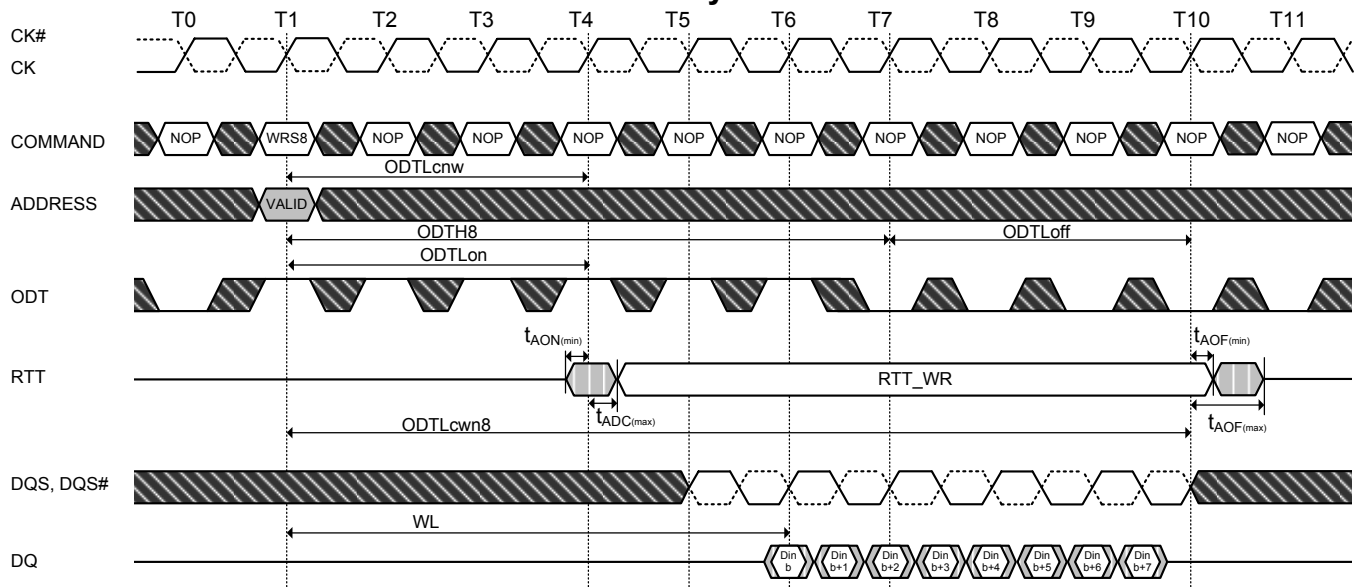 T0 T1 T2 T3 T4 T5 T6 T7 T8 T9 T10 T11
CK#
CK
COMMAND NOP WRS8 NOP NOP NOP NOP NOP NOP NOP NOP NOP NOP
ODTLcnw
ADDRESS VALID
ODTH8 ODTLoff
ODTLon
ODT
tAON(min) tAOF(min)
RTT RTT_WR
tADC(max) tAOF(max)
ODTLcwn8
DQS, DQS#
WL
DQ Din b Din b+1 Din b+2 Din b+3 Din b+4 Din b+5 Din b+6 Din b+7